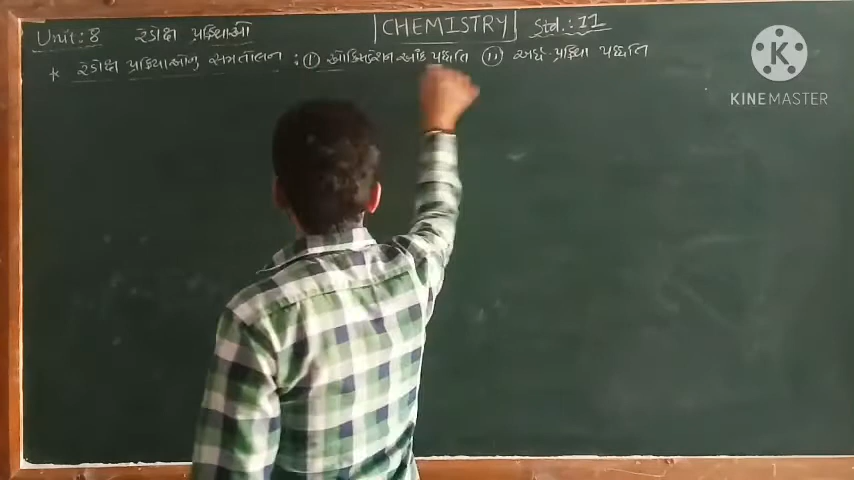 Unit: 8 રેડોક્ષ પ્રક્રિયાઓ CHEMISTRY Std.: 11
* રેડોક્ષ પ્રક્રિયાઓનું સમતોલન : (i) ઓક્સિડેશન આંક પદ્ધતિ (ii) અર્ધ-પ્રક્રિયા પદ્ધતિ
K
KINEMASTER